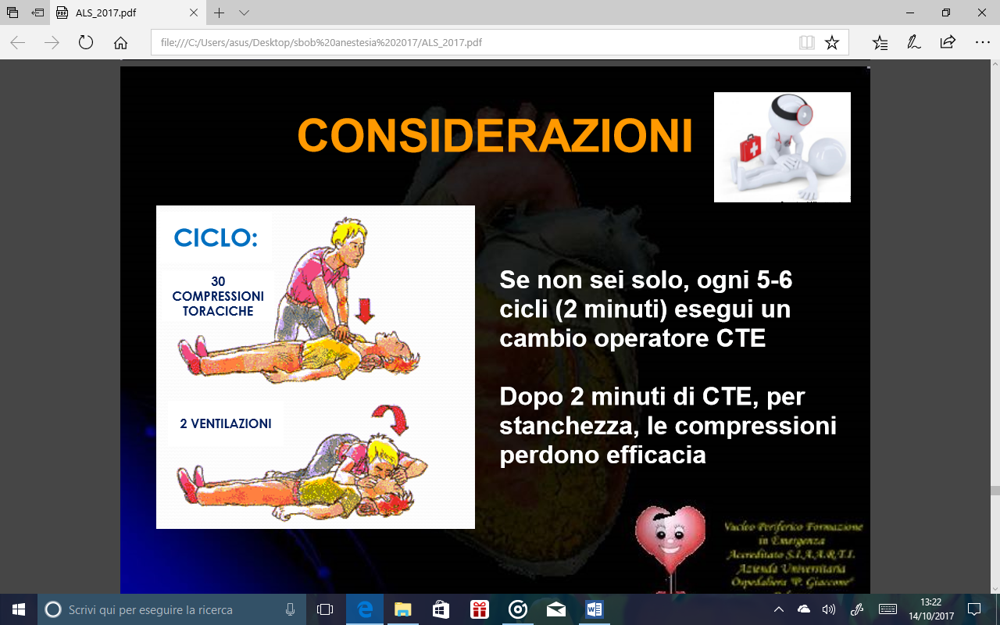 ALS_2017.pdf
file:///C:/Users/asus/Desktop/sbob%20anestesia%202017/ALS_2017.pdf
CONSIDERAZIONI
CICLO:
30
COMPRESSIONI
TORACICHE
2 VENTILAZIONI
Se non sei solo, ogni 5-6
cicli (2 minuti) esegui un
cambio operatore CTE
Dopo 2 minuti di CTE, per
stanchezza, le compressioni
perdono efficacia
Nucleo Periferico Formazione
in Emergenza
Accreditato S.I.A.A.R.T.I.
Azienda Universitaria
Ospedaliera "P. Giaccone"
Scrivi qui per eseguire la ricerca
13:22
14/10/2017